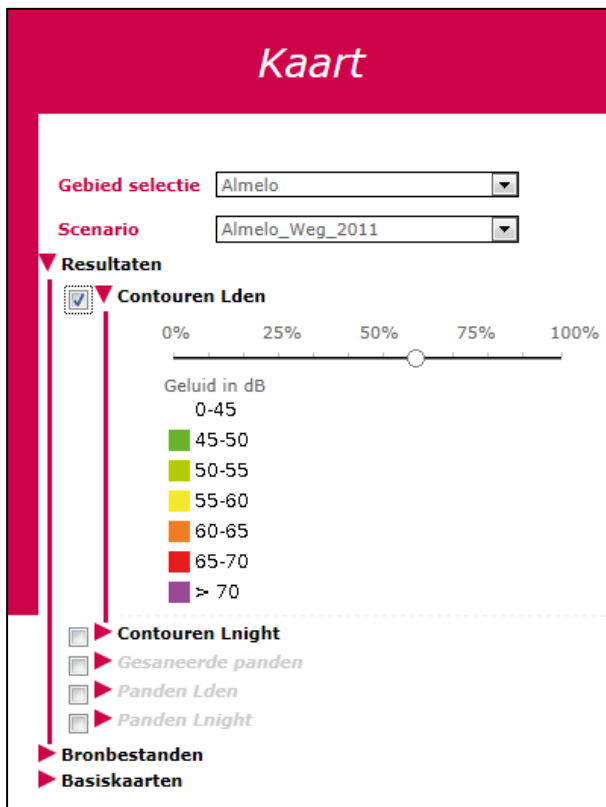 Kaart
Gebied selectie Almelo
Scenario Almelo_Weg_2011
Resultaten
Contouren Lden
0% 25% 50% 75% 100%
Geluid in dB
0-45
45-50
50-55
55-60
60-65
65-70
> 70
Contouren Lnight
Gesaneerde panden
Panden Lden
Panden Lnight
Bronbestanden
Basiskaarten